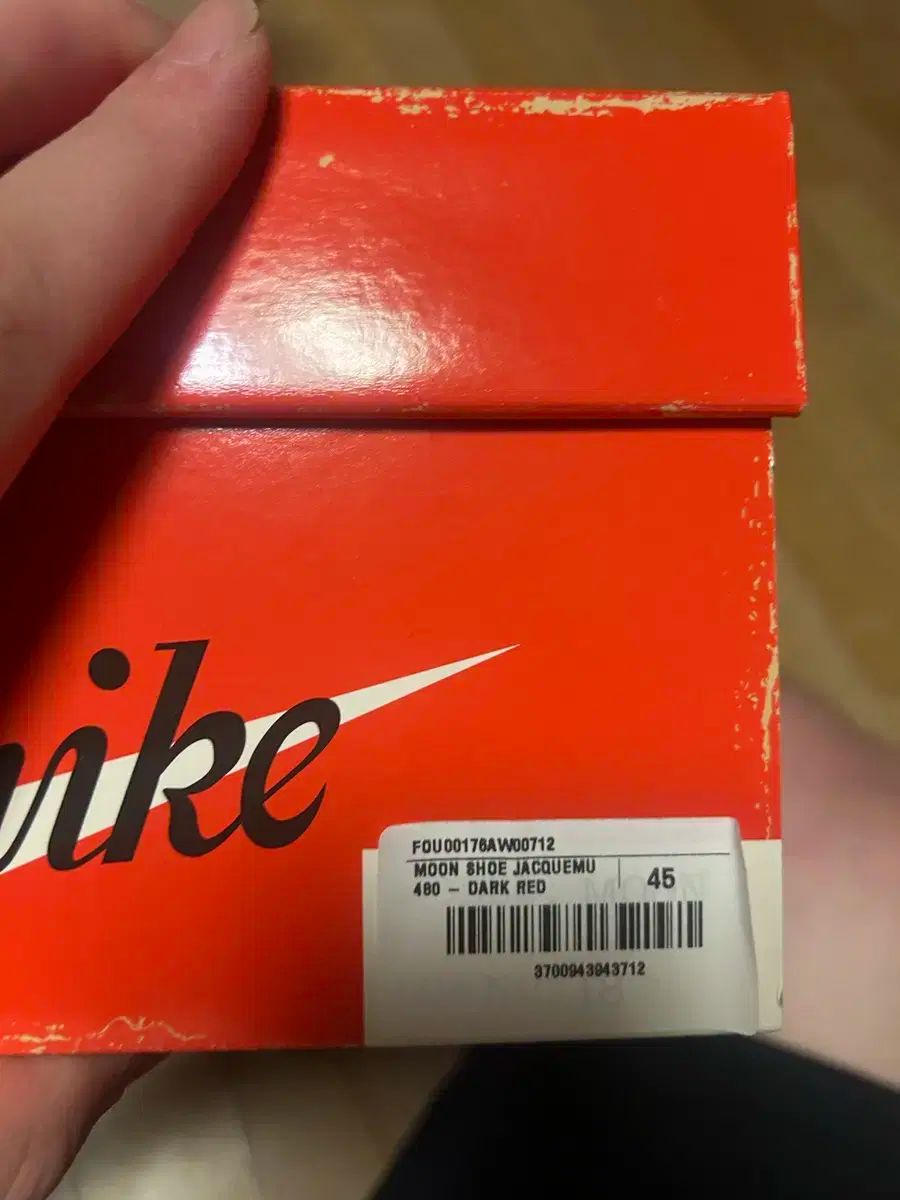 nike
FOU00176AW00712
MOON SHOE JACQUEMU
480 – DARK RED
45
3700943943712